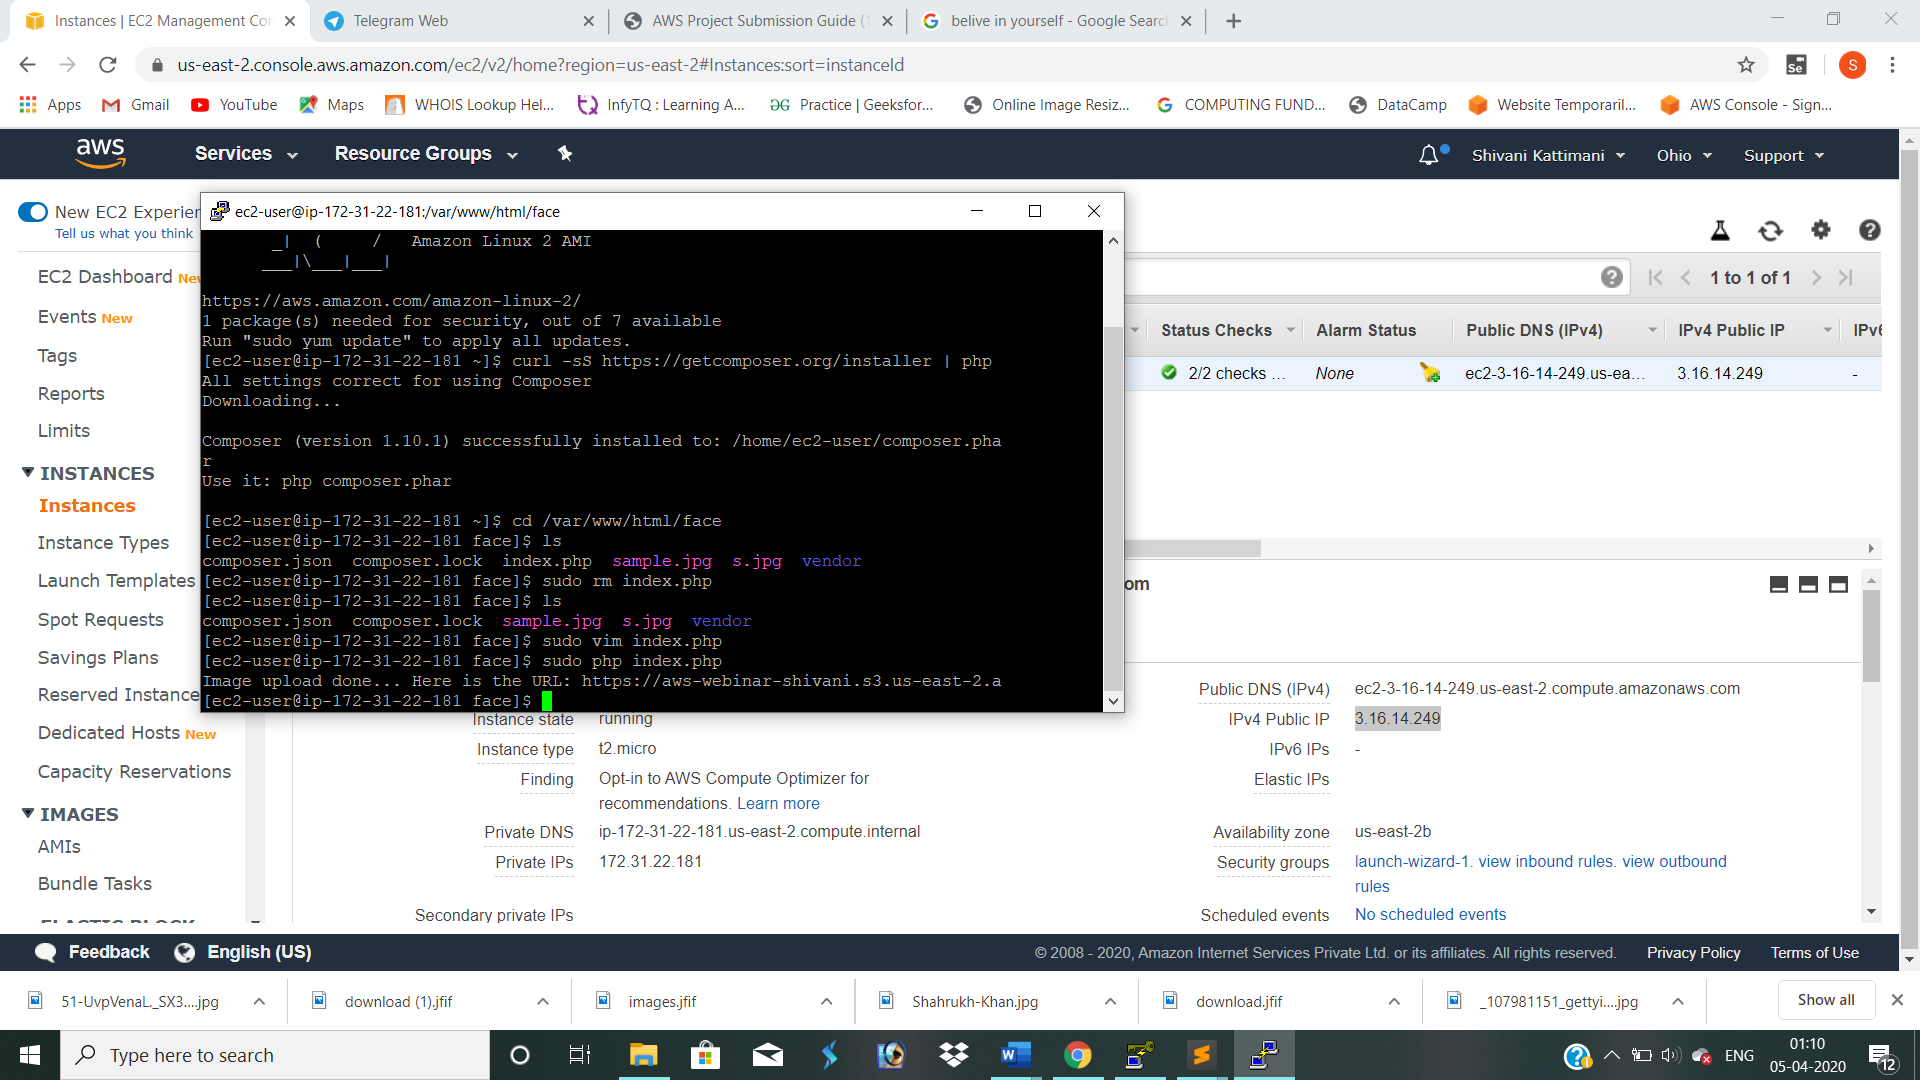 Instances | EC2 Management Con
Telegram Web
AWS Project Submission Guide (1
belive in yourself - Google Search
us-east-2.console.aws.amazon.com/ec2/v2/home?region=us-east-2#Instances:sort=instanceId
S
Apps
Gmail
YouTube
Maps
WHOIS Lookup Hel...
InfyTQ : Learning A...
Practice | Geeksfor...
Online Image Resiz...
COMPUTING FUND...
DataCamp
Website Temporaril...
AWS Console - Sign...
aws
Services
Resource Groups
Shivani Kattimani
Ohio
Support
New EC2 Experien
Tell us what you think
ec2-user@ip-172-31-22-181:/var/www/html/face
_|  (     /   Amazon Linux 2 AMI
___|\___|___|
https://aws.amazon.com/amazon-linux-2/
1 package(s) needed for security, out of 7 available
Run "sudo yum update" to apply all updates.
[ec2-user@ip-172-31-22-181 ~]$ curl -sS https://getcomposer.org/installer | php
All settings correct for using Composer
Downloading...
Composer (version 1.10.1) successfully installed to: /home/ec2-user/composer.pha
r
Use it: php composer.phar
[ec2-user@ip-172-31-22-181 ~]$ cd /var/www/html/face
[ec2-user@ip-172-31-22-181 face]$ ls
composer.json  composer.lock  index.php  sample.jpg  s.jpg  vendor
[ec2-user@ip-172-31-22-181 face]$ sudo rm index.php
[ec2-user@ip-172-31-22-181 face]$ ls
composer.json  composer.lock  sample.jpg  s.jpg  vendor
[ec2-user@ip-172-31-22-181 face]$ sudo vim index.php
[ec2-user@ip-172-31-22-181 face]$ sudo php index.php
Image upload done... Here is the URL: https://aws-webinar-shivani.s3.us-east-2.a
[ec2-user@ip-172-31-22-181 face]$
EC2 Dashboard New
Events New
Tags
Reports
Limits
INSTANCES
Instances
Instance Types
Launch Templates
Spot Requests
Savings Plans
Reserved Instance
Dedicated Hosts New
Capacity Reservations
IMAGES
AMIs
Bundle Tasks
ELASTIC BLOCK
1 to 1 of 1
Status Checks
Alarm Status
Public DNS (IPv4)
IPv4 Public IP
IPv6
2/2 checks ...
None
ec2-3-16-14-249.us-ea...
3.16.14.249
-
om
Instance state running
Instance type t2.micro
Finding Opt-in to AWS Compute Optimizer for
recommendations. Learn more
Private DNS ip-172-31-22-181.us-east-2.compute.internal
Private IPs 172.31.22.181
Secondary private IPs
Public DNS (IPv4) ec2-3-16-14-249.us-east-2.compute.amazonaws.com
IPv4 Public IP 3.16.14.249
IPv6 IPs -
Elastic IPs
Availability zone us-east-2b
Security groups launch-wizard-1. view inbound rules. view outbound
rules
Scheduled events No scheduled events
Feedback
English (US)
© 2008 - 2020, Amazon Internet Services Private Ltd. or its affiliates. All rights reserved.
Privacy Policy
Terms of Use
51-UvpVenaL._SX3....jpg
download (1).jfif
images.jfif
Shahrukh-Khan.jpg
download.jfif
_107981151_gettyi....jpg
Show all
Type here to search
ENG
01:10
05-04-2020
12